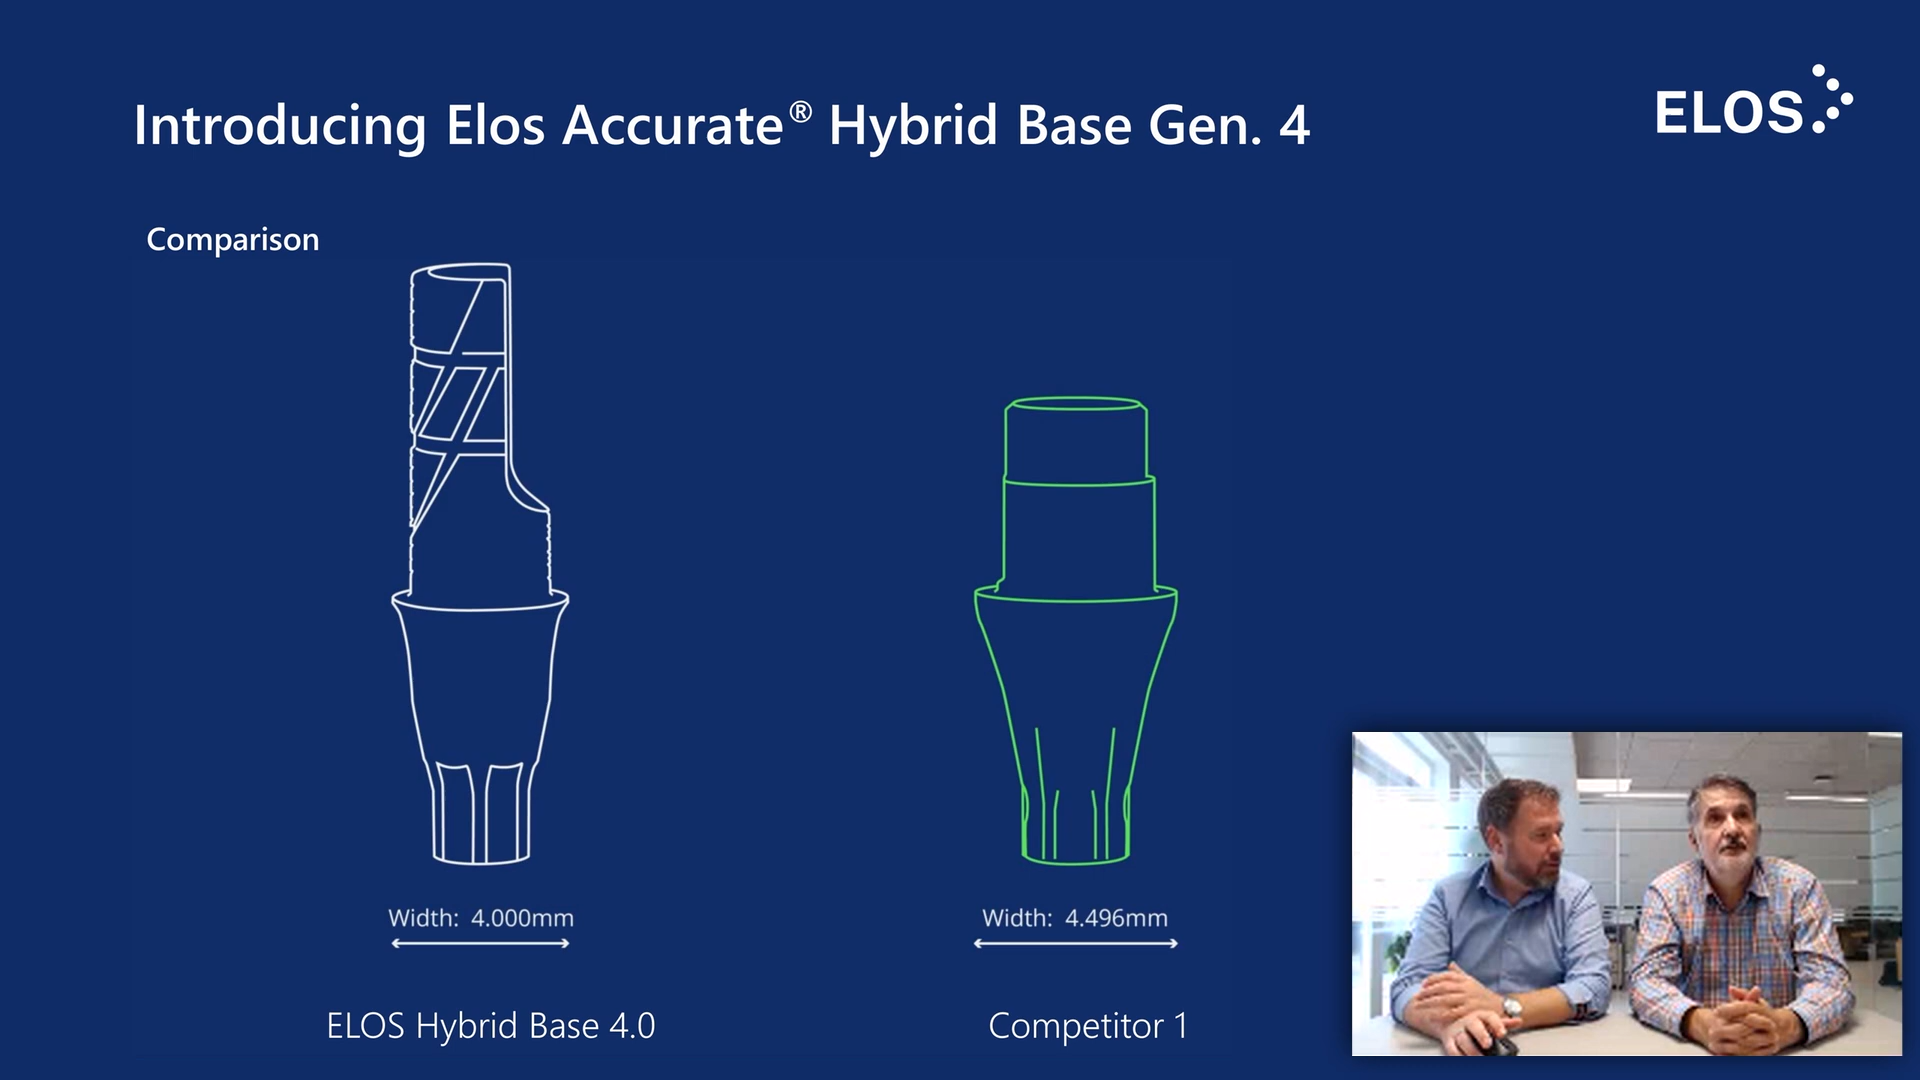 Introducing Elos Accurate® Hybrid Base Gen. 4
ELOS
Comparison
Width: 4.000mm
Width: 4.496mm
ELOS Hybrid Base 4.0
Competitor 1